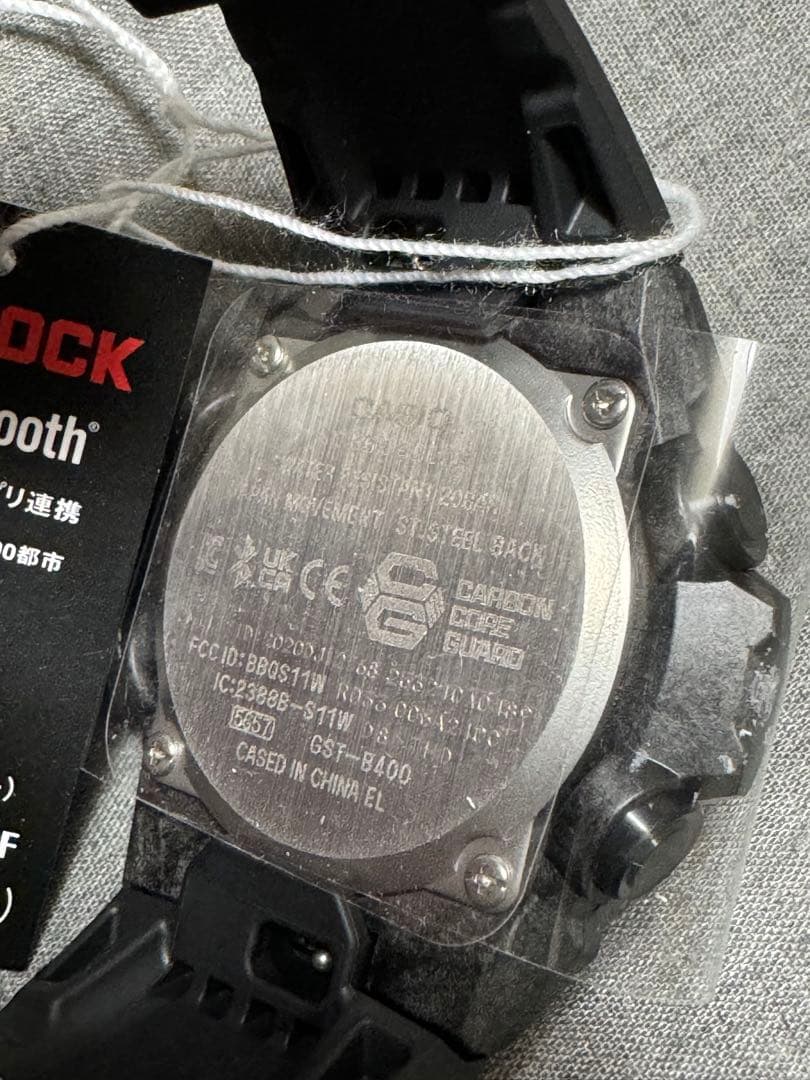 OCK
ooth®
プリ連携
00都市
F
CASIO
WATER RESISTANT 20BAR
JAPAN MOVEMENT ST.STEEL BACK
UK
CA
CE
CG
CARBON
CORE
GUARD
FCC ID:BBQS11W
IC:2388B-S11W
5657
GST-B400
CASED IN CHINA EL